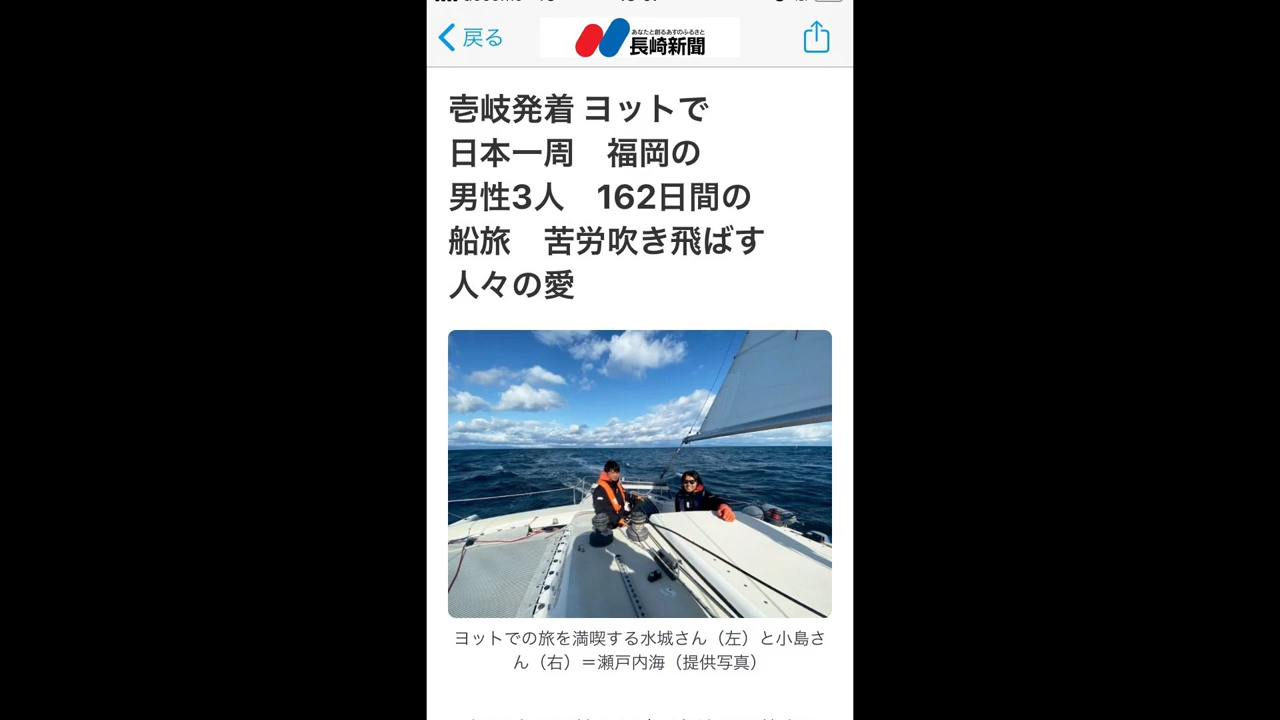 戻る
あなたと創るあすのふるさと
長崎新聞
壱岐発着 ヨットで
日本一周　福岡の
男性3人　162日間の
船旅　苦労吹き飛ばす
人々の愛
ヨットでの旅を満喫する水城さん（左）と小島さ
ん（右）＝瀬戸内海（提供写真）